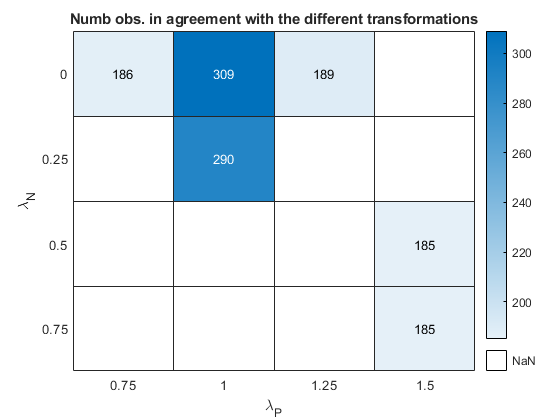 Numb obs. in agreement with the different transformations
0 186 309 189
300
280
0.25 290
260
240
0.5 185
220
200
0.75 185
NaN
0.75 1 1.25 1.5
λN
λP